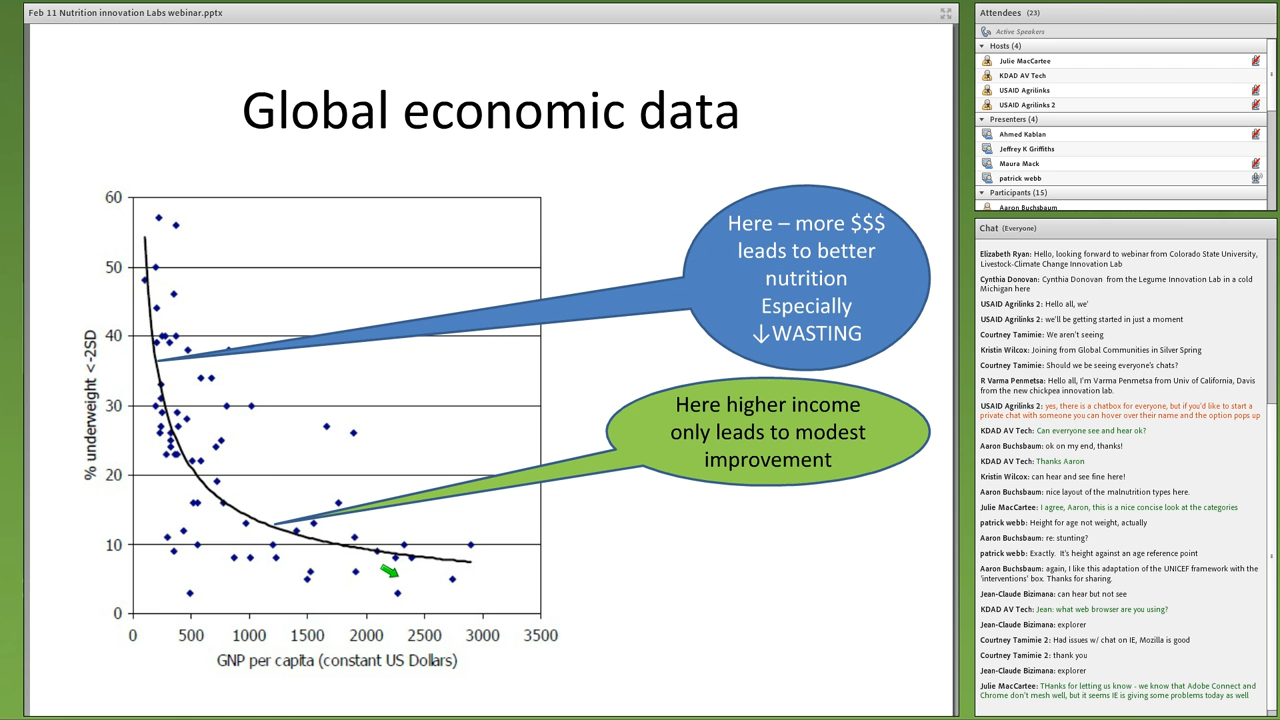 Feb 11 Nutrition innovation Labs webinar.pptx
Global economic data
60
50
40
30
20
10
0
% underweight <-2SD
0 500 1000 1500 2000 2500 3000 3500
GNP per capita (constant US Dollars)
Here – more $$$
leads to better
nutrition
Especially
↓WASTING
Here higher income
only leads to modest
improvement
Attendees (23)
Active Speakers
Hosts (4)
Julie MacCartee
KDAD AV Tech
USAID Agrilinks
USAID Agrilinks 2
Presenters (4)
Ahmed Kablan
Jeffrey K Griffiths
Maura Mack
patrick webb
Participants (15)
Aaron Buchsbaum
Chat (Everyone)
Elizabeth Ryan: Hello, looking forward to webinar from Colorado State University,
Livestock-Climate Change Innovation Lab
Cynthia Donovan: Cynthia Donovan from the Legume Innovation Lab in a cold
Michigan here
USAID Agrilinks 2: Hello all, we'
USAID Agrilinks 2: we'll be getting started in just a moment
Courtney Tamimie: We aren't seeing
Kristin Wilcox: Joining from Global Communities in Silver Spring
Courtney Tamimie: Should we be seeing everyone's chats?
R Varma Penmetsa: Hello all, I'm Varma Penmetsa from Univ of California, Davis
from the new chickpea innovation lab.
USAID Agrilinks 2: yes, there is a chatbox for everyone, but if you'd like to start a
private chat with someone you can hover over their name and the option pops up
KDAD AV Tech: Can everyone see and hear ok?
Aaron Buchsbaum: ok on my end, thanks!
KDAD AV Tech: Thanks Aaron
Kristin Wilcox: can hear and see fine here!
Aaron Buchsbaum: nice layout of the malnutrition types here.
Julie MacCartee: I agree, Aaron, this is a nice concise look at the categories
patrick webb: Height for age not weight, actually
Aaron Buchsbaum: re: stunting?
patrick webb: Exactly. It's height against an age reference point
Aaron Buchsbaum: again, I like this adaptation of the UNICEF framework with the
'interventions' box. Thanks for sharing.
Jean-Claude Bizimana: can hear but not see
KDAD AV Tech: Jean: what web browser are you using?
Jean-Claude Bizimana: explorer
Courtney Tamimie 2: Had issues w/ chat on IE, Mozilla is good
Courtney Tamimie 2: thank you
Jean-Claude Bizimana: explorer
Julie MacCartee: THanks for letting us know - we know that Adobe Connect and
Chrome don't mesh well, but it seems IE is giving some problems today as well